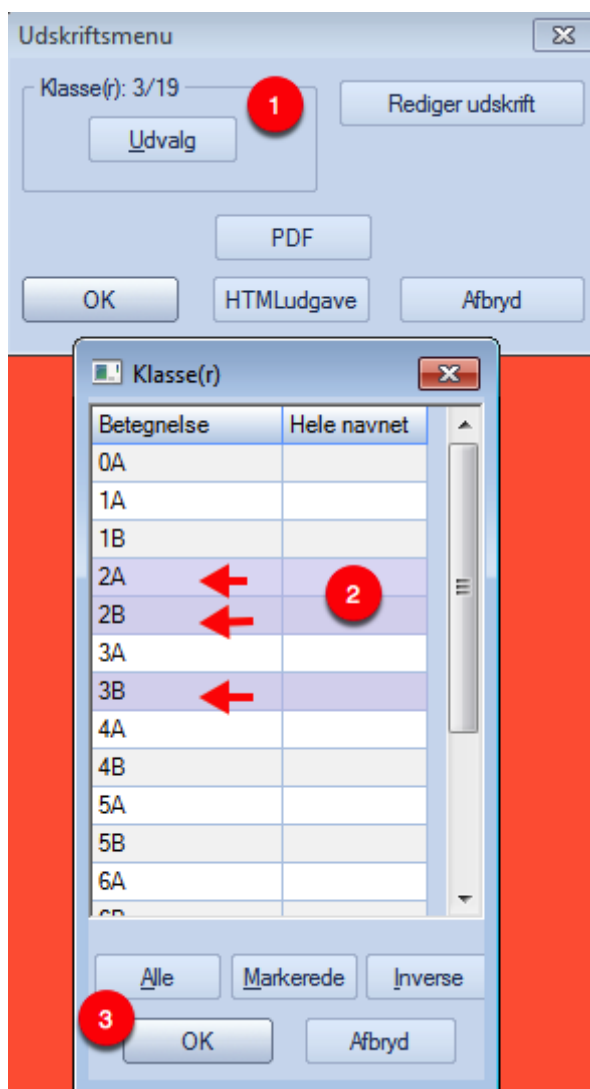 Udskriftsmenu
Klasse(r): 3/19
1
Rediger udskrift
Udvalg
PDF
OK HTMLudgave Afbryd
Klasse(r)
Betegnelse Hele navnet
0A
1A
1B
2A
2
2B
3A
3B
4A
4B
5A
5B
6A
6B
Alle Markerede Inverse
3
OK Afbryd